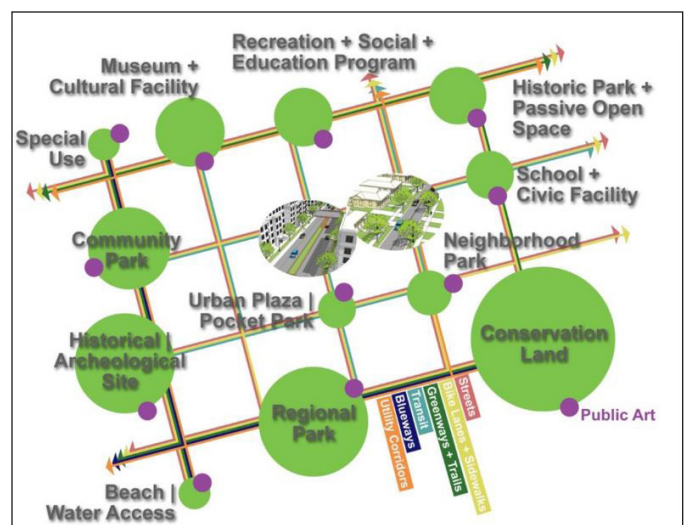 Recreation + Social +
Education Program
Museum +
Cultural Facility
Historic Park +
Passive Open
Space
Special
Use
School +
Civic Facility
Community
Park
Neighborhood
Park
Urban Plaza |
Pocket Park
Historical |
Archeological
Site
Conservation
Land
Regional
Park
Utility Corridors
Blueways
Transit
Greenways + Trails
Bike Lanes + Sidewalks
Streets
Public Art
Beach |
Water Access